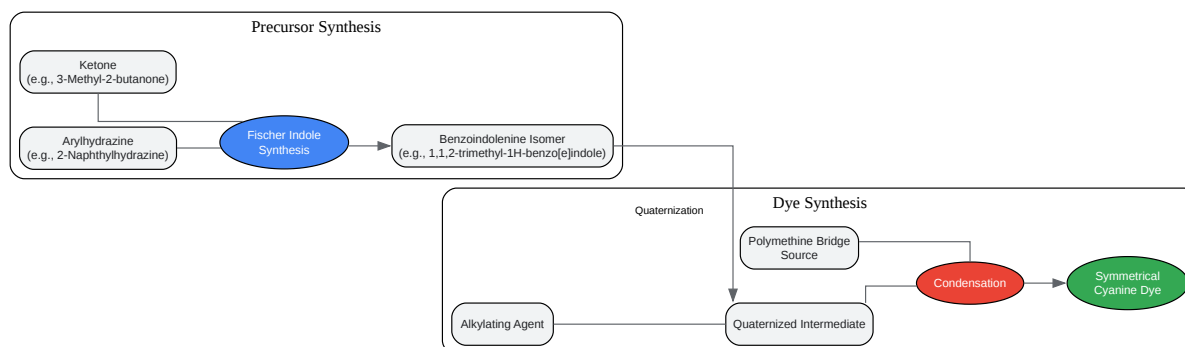 Precursor Synthesis
Ketone
(e.g., 3-Methyl-2-butanone)
Arylhydrazine
(e.g., 2-Naphthylhydrazine)
Fischer Indole
Synthesis
Benzoindolenine Isomer
(e.g., 1,1,2-trimethyl-1H-benzo[e]indole)
Dye Synthesis
Quaternization
Polymethine Bridge
Source
Condensation
Symmetrical
Cyanine Dye
Alkylating Agent
Quaternized Intermediate